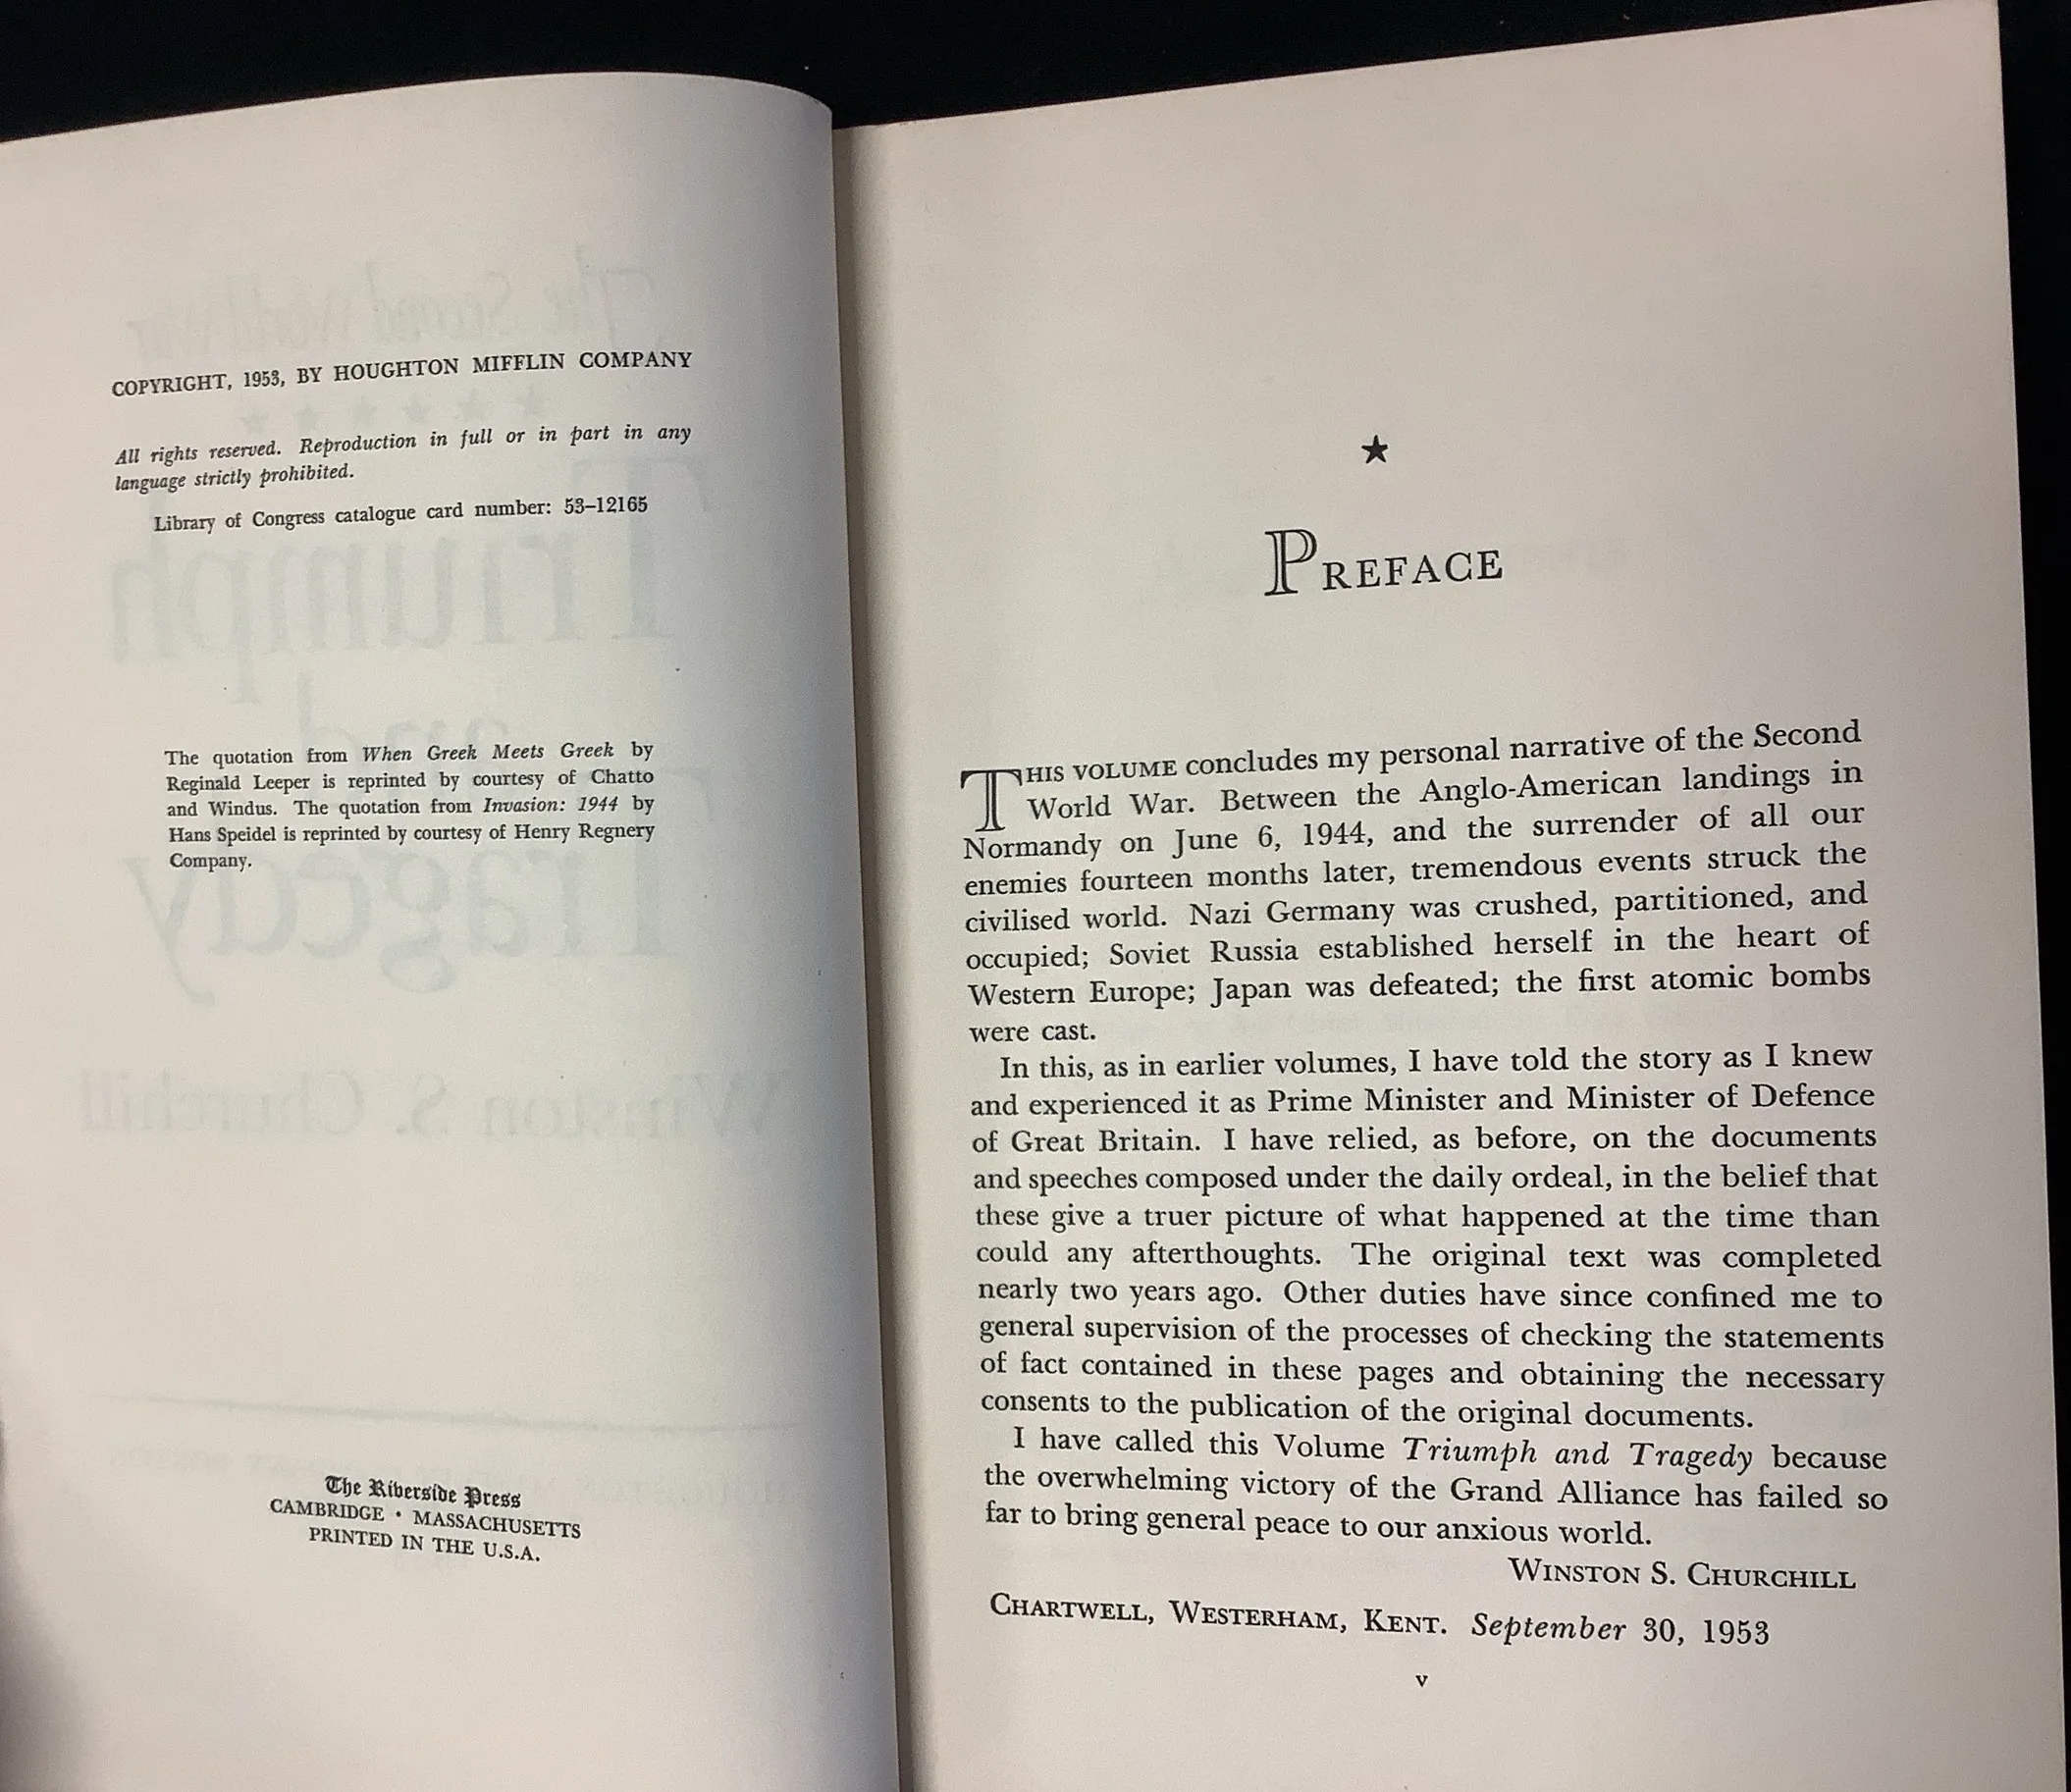 COPYRIGHT, 1953, BY HOUGHTON MIFFLIN COMPANY
All rights reserved. Reproduction in full or in part in any
language strictly prohibited.
Library of Congress catalogue card number: 53–12165
The quotation from When Greek Meets Greek by
Reginald Leeper is reprinted by courtesy of Chatto
and Windus. The quotation from Invasion: 1944 by
Hans Speidel is reprinted by courtesy of Henry Regnery
Company.
The Riverside Press
CAMBRIDGE • MASSACHUSETTS
PRINTED IN THE U.S.A.
★
PREFACE
THIS VOLUME concludes my personal narrative of the Second
World War. Between the Anglo-American landings in
Normandy on June 6, 1944, and the surrender of all our
enemies fourteen months later, tremendous events struck the
civilised world. Nazi Germany was crushed, partitioned, and
occupied; Soviet Russia established herself in the heart of
Western Europe; Japan was defeated; the first atomic bombs
were cast.
In this, as in earlier volumes, I have told the story as I knew
and experienced it as Prime Minister and Minister of Defence
of Great Britain. I have relied, as before, on the documents
and speeches composed under the daily ordeal, in the belief that
these give a truer picture of what happened at the time than
could any afterthoughts. The original text was completed
nearly two years ago. Other duties have since confined me to
general supervision of the processes of checking the statements
of fact contained in these pages and obtaining the necessary
consents to the publication of the original documents.
I have called this Volume Triumph and Tragedy because
the overwhelming victory of the Grand Alliance has failed so
far to bring general peace to our anxious world.
WINSTON S. CHURCHILL
CHARTWELL, WESTERHAM, KENT. September 30, 1953
v